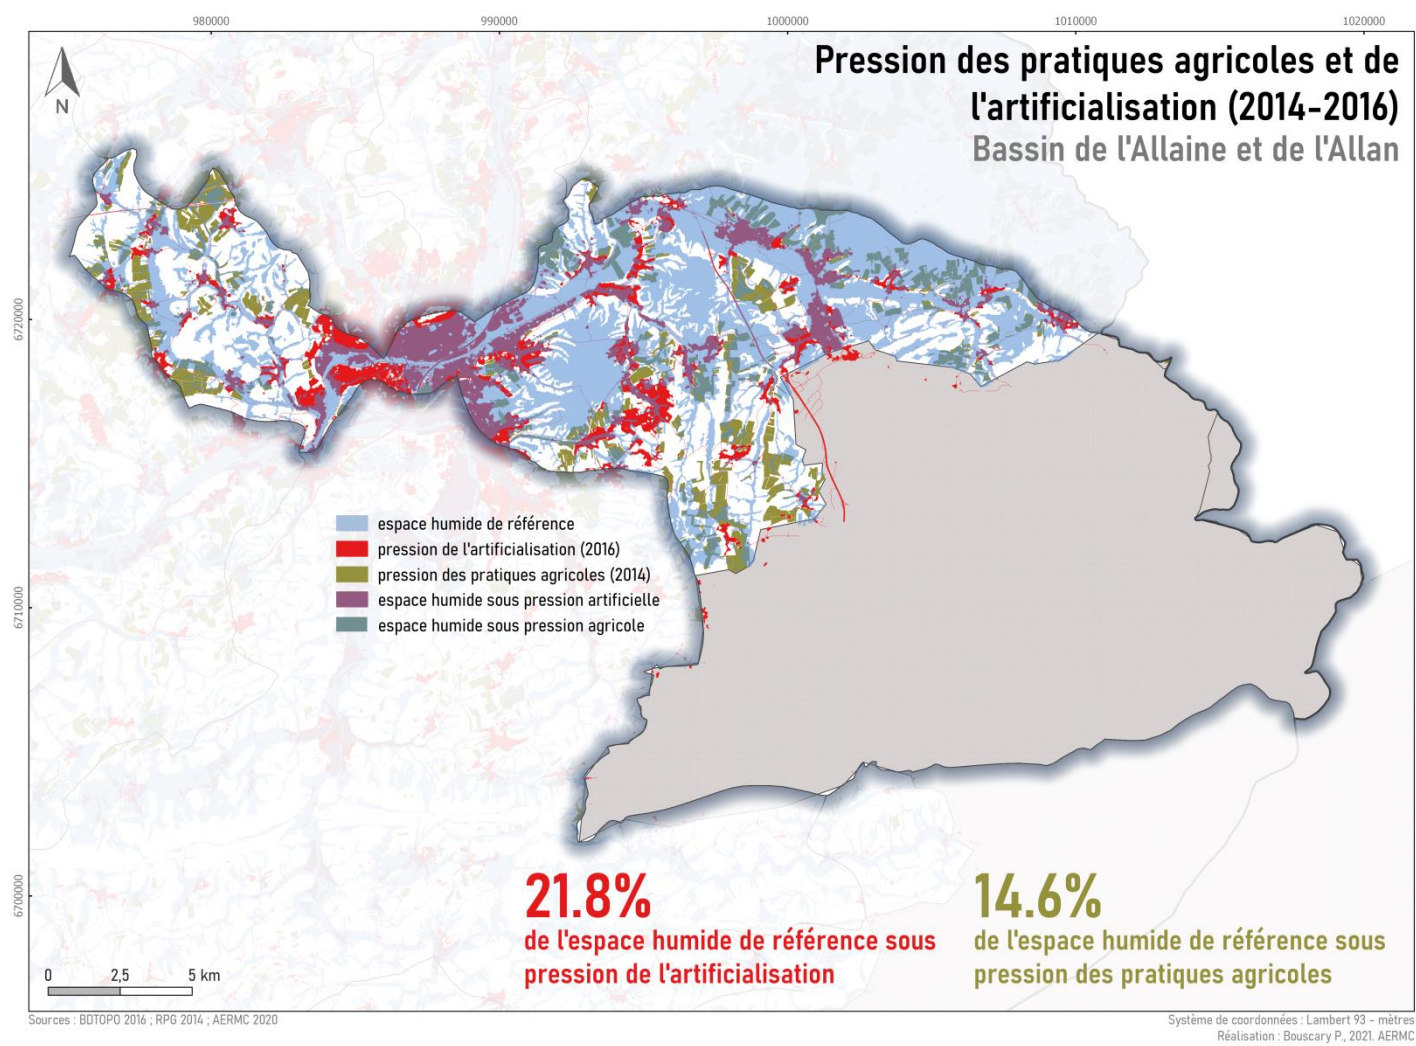 980000
990000
1000000
1010000
1020000
Pression des pratiques agricoles et de
l'artificialisation (2014-2016)
Bassin de l'Allaine et de l'Allan
N
6720000
6710000
6700000
espace humide de référence
pression de l'artificialisation (2016)
pression des pratiques agricoles (2014)
espace humide sous pression artificielle
espace humide sous pression agricole
21.8%
de l'espace humide de référence sous
pression de l'artificialisation
14.6%
de l'espace humide de référence sous
pression des pratiques agricoles
0 2,5 5 km
Sources : BDTOPO 2016 ; RPG 2014 ; AERMC 2020
Système de coordonnées : Lambert 93 - mètres
Réalisation : Bouscary P., 2021. AERMC